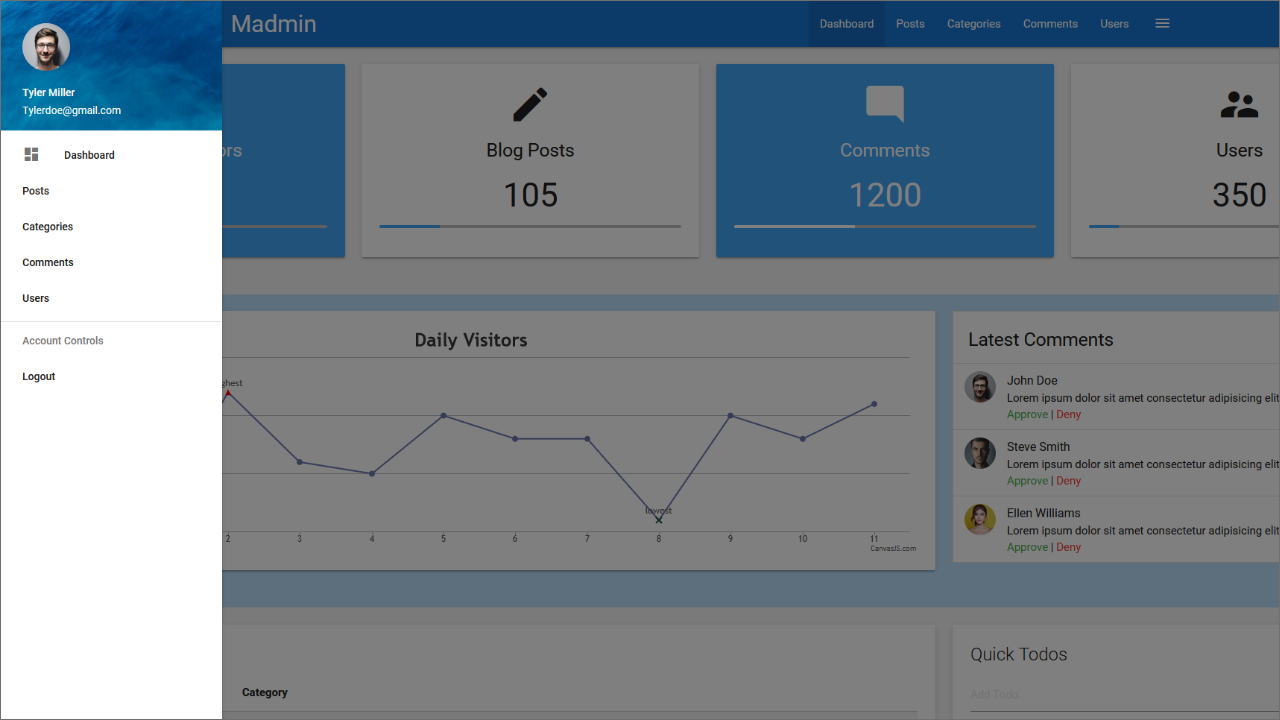 Madmin
Dashboard Posts Categories Comments Users
Tyler Miller
Tylerdoe@gmail.com
Dashboard
Posts
Categories
Comments
Users
Account Controls
Logout
ors
Blog Posts
105
Comments
1200
Users
350
Daily Visitors
ghest
lowest
2 3 4 5 6 7 8 9 10 11
CanvasJS.com
Latest Comments
John Doe
Lorem ipsum dolor sit amet consectetur adipisicing elit
Approve | Deny
Steve Smith
Lorem ipsum dolor sit amet consectetur adipisicing elit
Approve | Deny
Ellen Williams
Lorem ipsum dolor sit amet consectetur adipisicing elit
Approve | Deny
Category
Quick Todos
Add Todo...